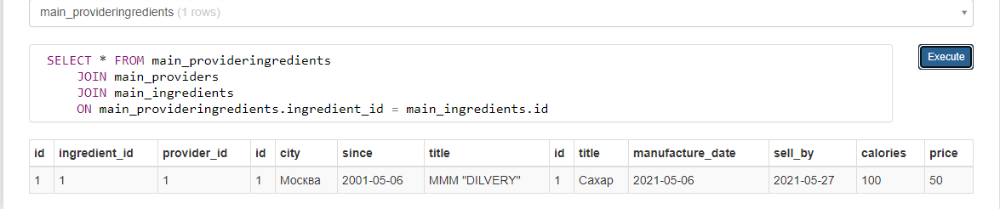 main_provideringredients (1 rows)
SELECT * FROM main_provideringredients
JOIN main_providers
JOIN main_ingredients
ON main_provideringredients.ingredient_id = main_ingredients.id
Execute
id ingredient_id provider_id id city since title id title manufacture_date sell_by calories price
1 1 1 1 Москва 2001-05-06 МММ "DILVERY" 1 Сахар 2021-05-06 2021-05-27 100 50